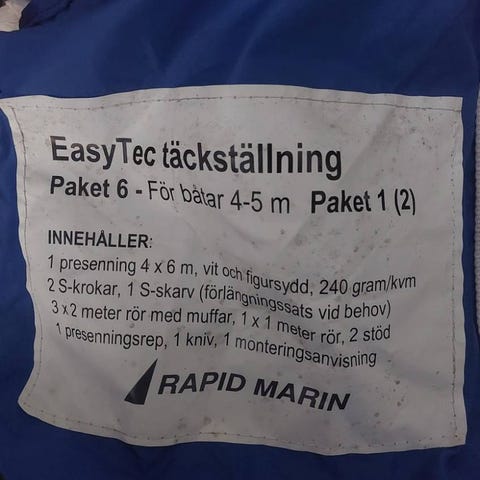 EasyTec täckställning
Paket 6 - För båtar 4-5 m Paket 1 (2)
INNEHÅLLER:
1 presenning 4 x 6 m, vit och figursydd, 240 gram/kvm
2 S-krokar, 1 S-skarv (förlängningssats vid behov)
3 x 2 meter rör med muffar, 1 x 1 meter rör, 2 stöd
1 presenningsrep, 1 kniv, 1 monteringsanvisning
RAPID MARIN